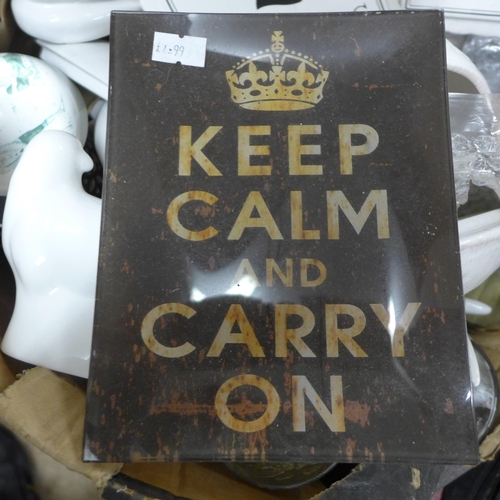 £1.99
KEEP
CALM
AND
CARRY
ON